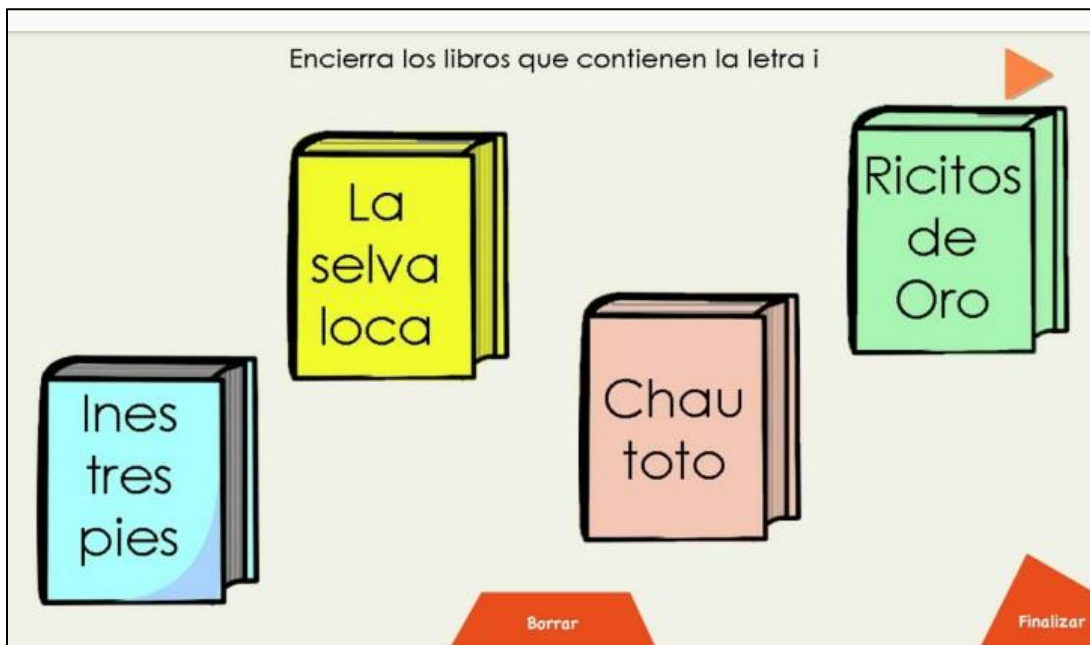 Encierra los libros que contienen la letra i
La
selva
loca
Ricitos
de
Oro
Ines
tres
pies
Chau
toto
Borrar
Finalizar